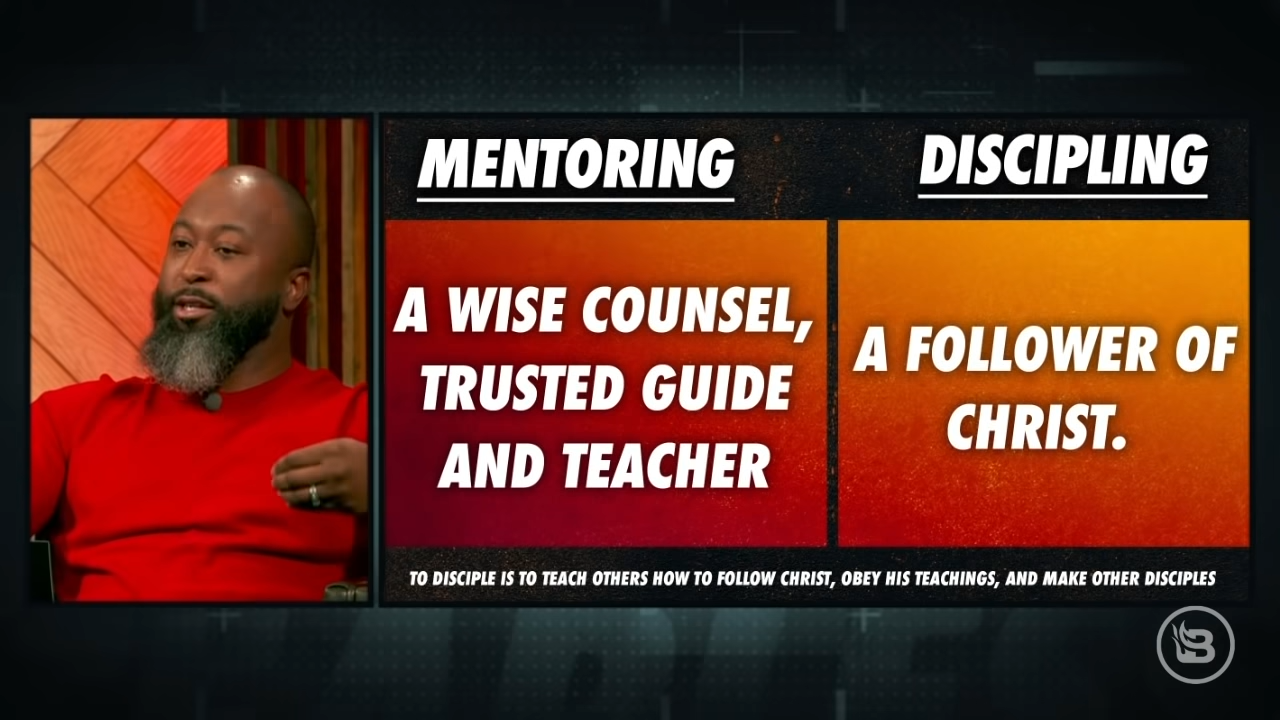 MENTORING
DISCIPLING
A WISE COUNSEL,
TRUSTED GUIDE
AND TEACHER
A FOLLOWER OF
CHRIST.
TO DISCIPLE IS TO TEACH OTHERS HOW TO FOLLOW CHRIST, OBEY HIS TEACHINGS, AND MAKE OTHER DISCIPLES
B